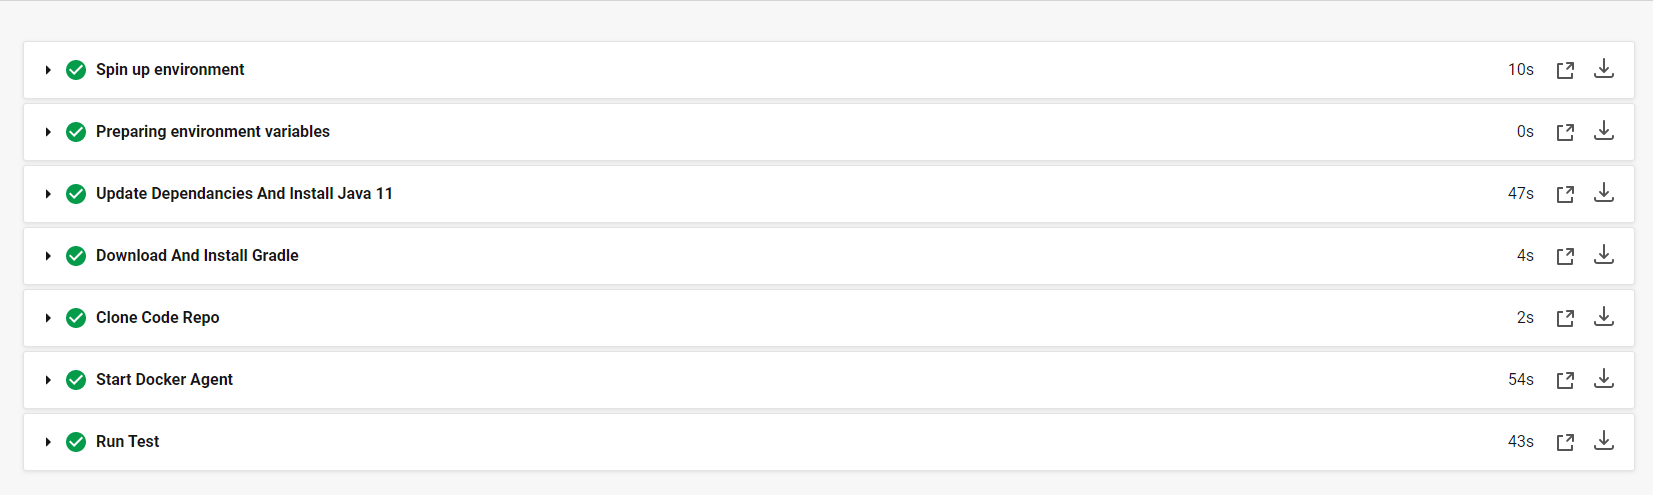 Spin up environment 10s
Preparing environment variables 0s
Update Dependancies And Install Java 11 47s
Download And Install Gradle 4s
Clone Code Repo 2s
Start Docker Agent 54s
Run Test 43s